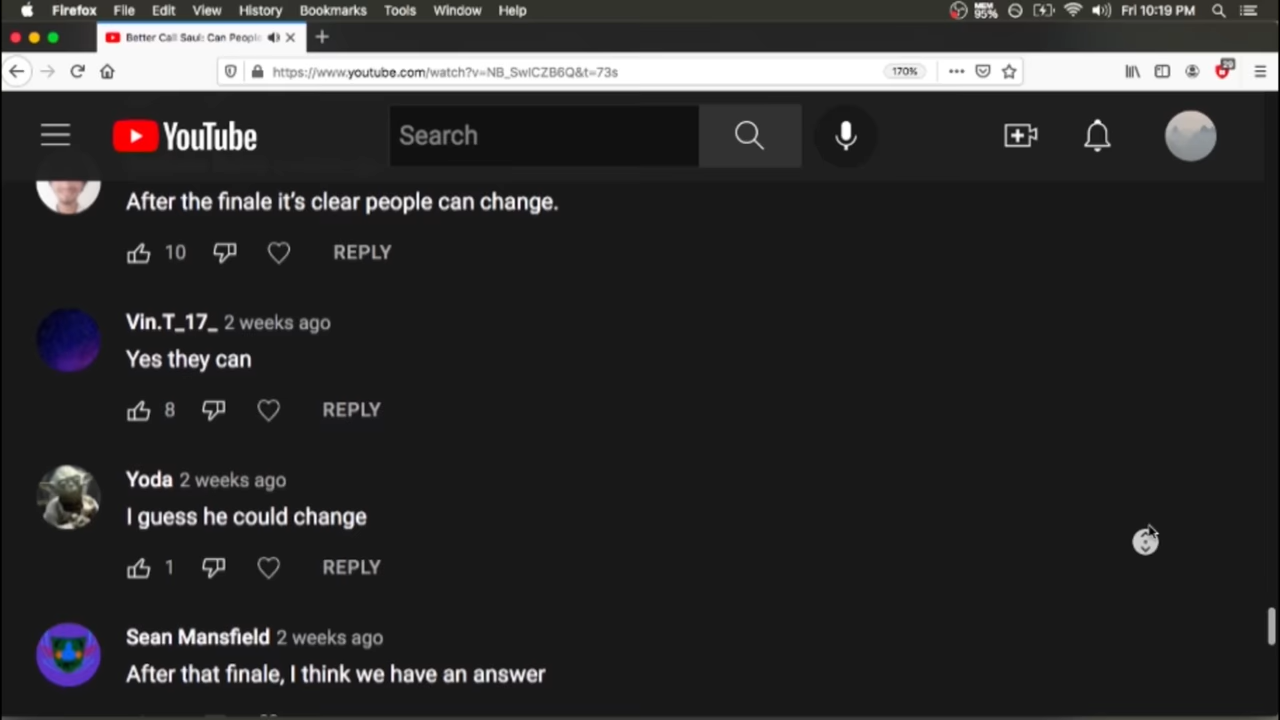 Firefox File Edit View History Bookmarks Tools Window Help
MEM 95% Fri 10:19 PM
Better Call Saul: Can People
https://www.youtube.com/watch?v=NB_SwICZB6Q&t=73s 170% 29
YouTube Search
After the finale it's clear people can change.
10 REPLY
Vin.T_17_ 2 weeks ago
Yes they can
8 REPLY
Yoda 2 weeks ago
I guess he could change
1 REPLY
Sean Mansfield 2 weeks ago
After that finale, I think we have an answer